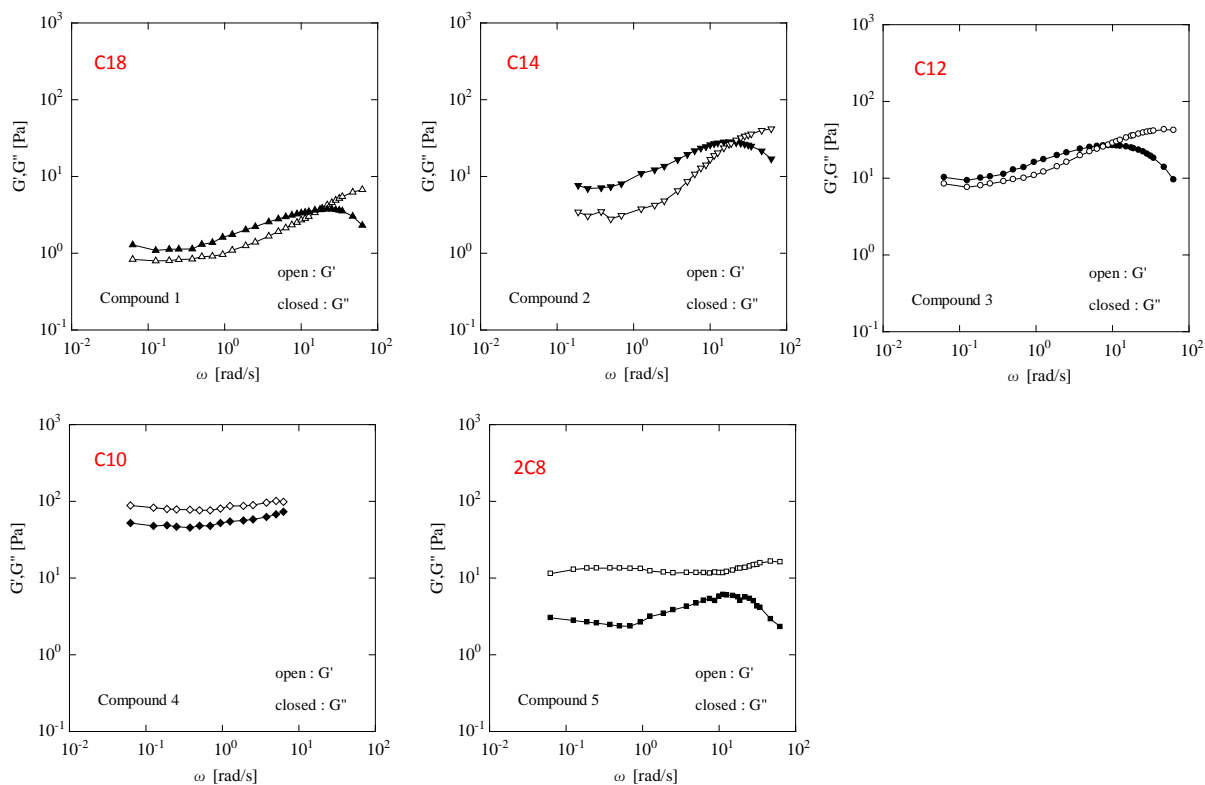 10³
C18
10²
G',G'' [Pa]
10¹
10⁰
open : G'
Compound 1
closed : G''
10⁻¹
10⁻² 10⁻¹ 10⁰ 10¹ 10²
ω [rad/s]
10³
C14
10²
G',G'' [Pa]
10¹
10⁰
open : G'
Compound 2
closed : G''
10⁻¹
10⁻² 10⁻¹ 10⁰ 10¹ 10²
ω [rad/s]
10³
C12
10²
G',G'' [Pa]
10¹
10⁰
open : G'
Compound 3
closed : G''
10⁻¹
10⁻² 10⁻¹ 10⁰ 10¹ 10²
ω [rad/s]
10³
C10
10²
G',G'' [Pa]
10¹
10⁰
open : G'
Compound 4
closed : G''
10⁻¹
10⁻² 10⁻¹ 10⁰ 10¹ 10²
ω [rad/s]
10³
2C8
10²
G',G'' [Pa]
10¹
10⁰
open : G'
Compound 5
closed : G''
10⁻¹
10⁻² 10⁻¹ 10⁰ 10¹ 10²
ω [rad/s]